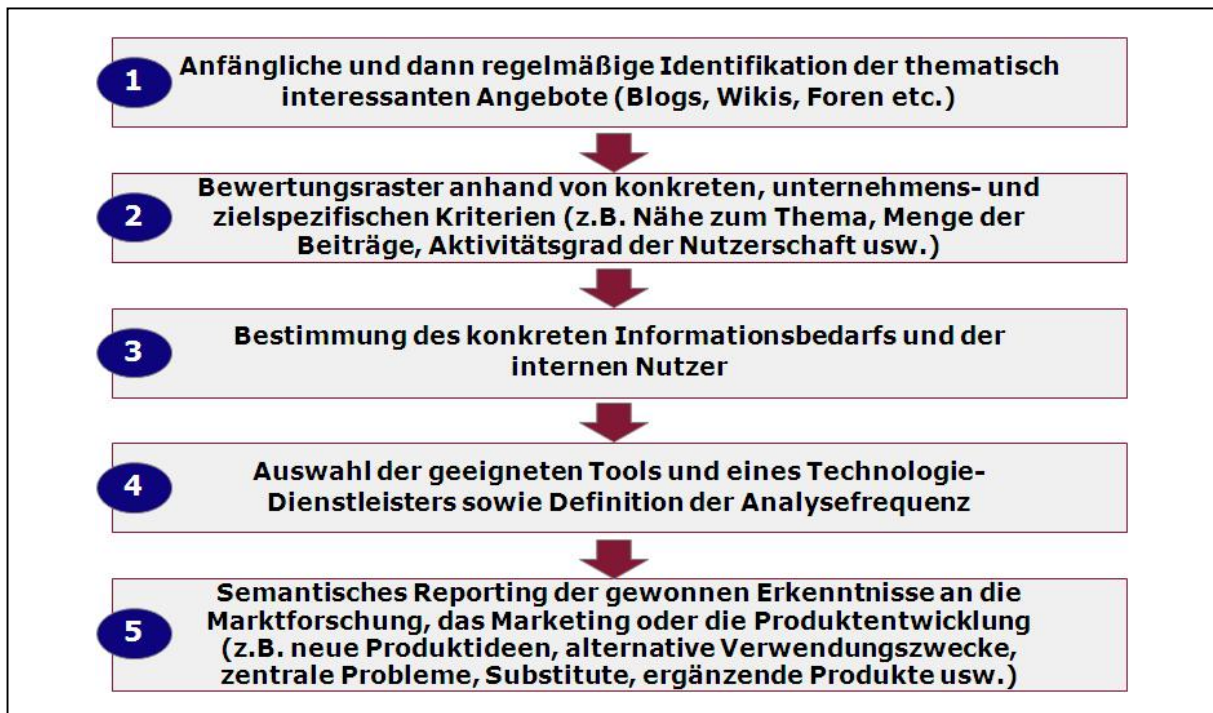 1
Anfängliche und dann regelmäßige Identifikation der thematisch
interessanten Angebote (Blogs, Wikis, Foren etc.)
2
Bewertungsraster anhand von konkreten, unternehmens- und
zielspezifischen Kriterien (z.B. Nähe zum Thema, Menge der
Beiträge, Aktivitätsgrad der Nutzerschaft usw.)
3
Bestimmung des konkreten Informationsbedarfs und der
internen Nutzer
4
Auswahl der geeigneten Tools und eines Technologie-
Dienstleisters sowie Definition der Analysefrequenz
5
Semantisches Reporting der gewonnen Erkenntnisse an die
Marktforschung, das Marketing oder die Produktentwicklung
(z.B. neue Produktideen, alternative Verwendungszwecke,
zentrale Probleme, Substitute, ergänzende Produkte usw.)